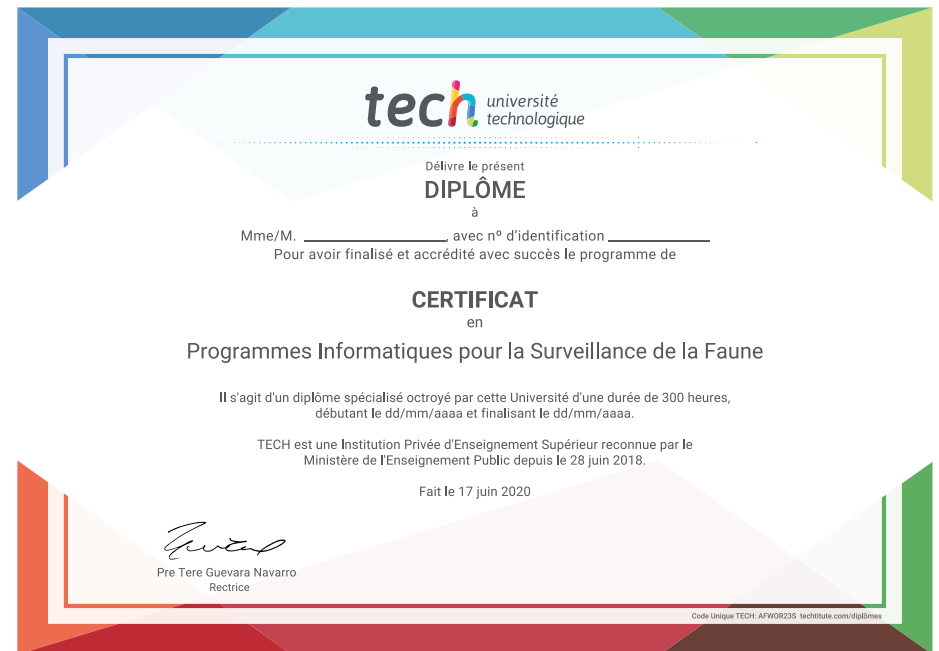 tech université
technologique
Délivre le présent
DIPLÔME
à
Mme/M. ____________________, avec nº d'identification ______________
Pour avoir finalisé et accrédité avec succès le programme de
CERTIFICAT
en
Programmes Informatiques pour la Surveillance de la Faune
Il s'agit d'un diplôme spécialisé octroyé par cette Université d'une durée de 300 heures,
débutant le dd/mm/aaaa et finalisant le dd/mm/aaaa.
TECH est une Institution Privée d'Enseignement Supérieur reconnue par le
Ministère de l'Enseignement Public depuis le 28 juin 2018.
Fait le 17 juin 2020
Pre Tere Guevara Navarro
Rectrice
Code Unique TECH: AFWOR23S techtitute.com/diplômes